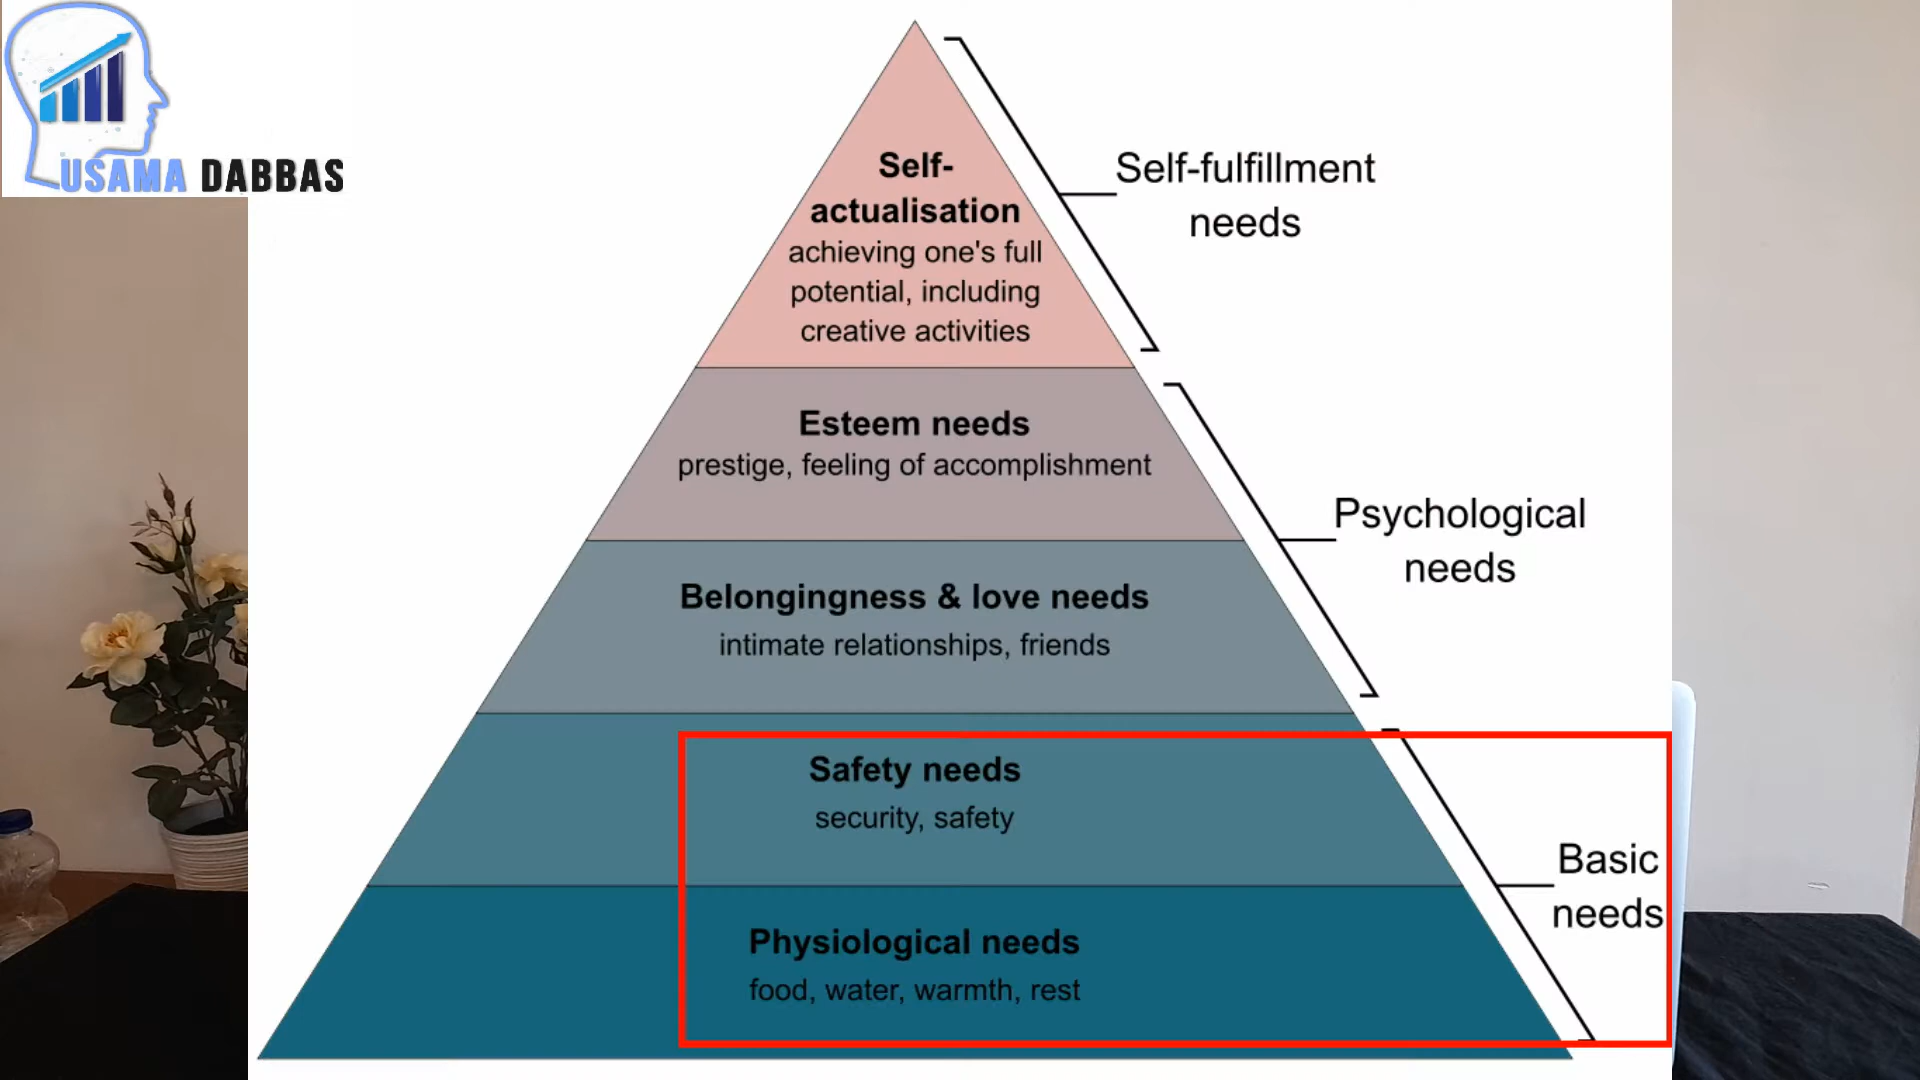 USAMA DABBAS
Self-
actualisation
achieving one's full
potential, including
creative activities
Self-fulfillment
needs
Esteem needs
prestige, feeling of accomplishment
Psychological
needs
Belongingness & love needs
intimate relationships, friends
Safety needs
security, safety
Basic
needs
Physiological needs
food, water, warmth, rest